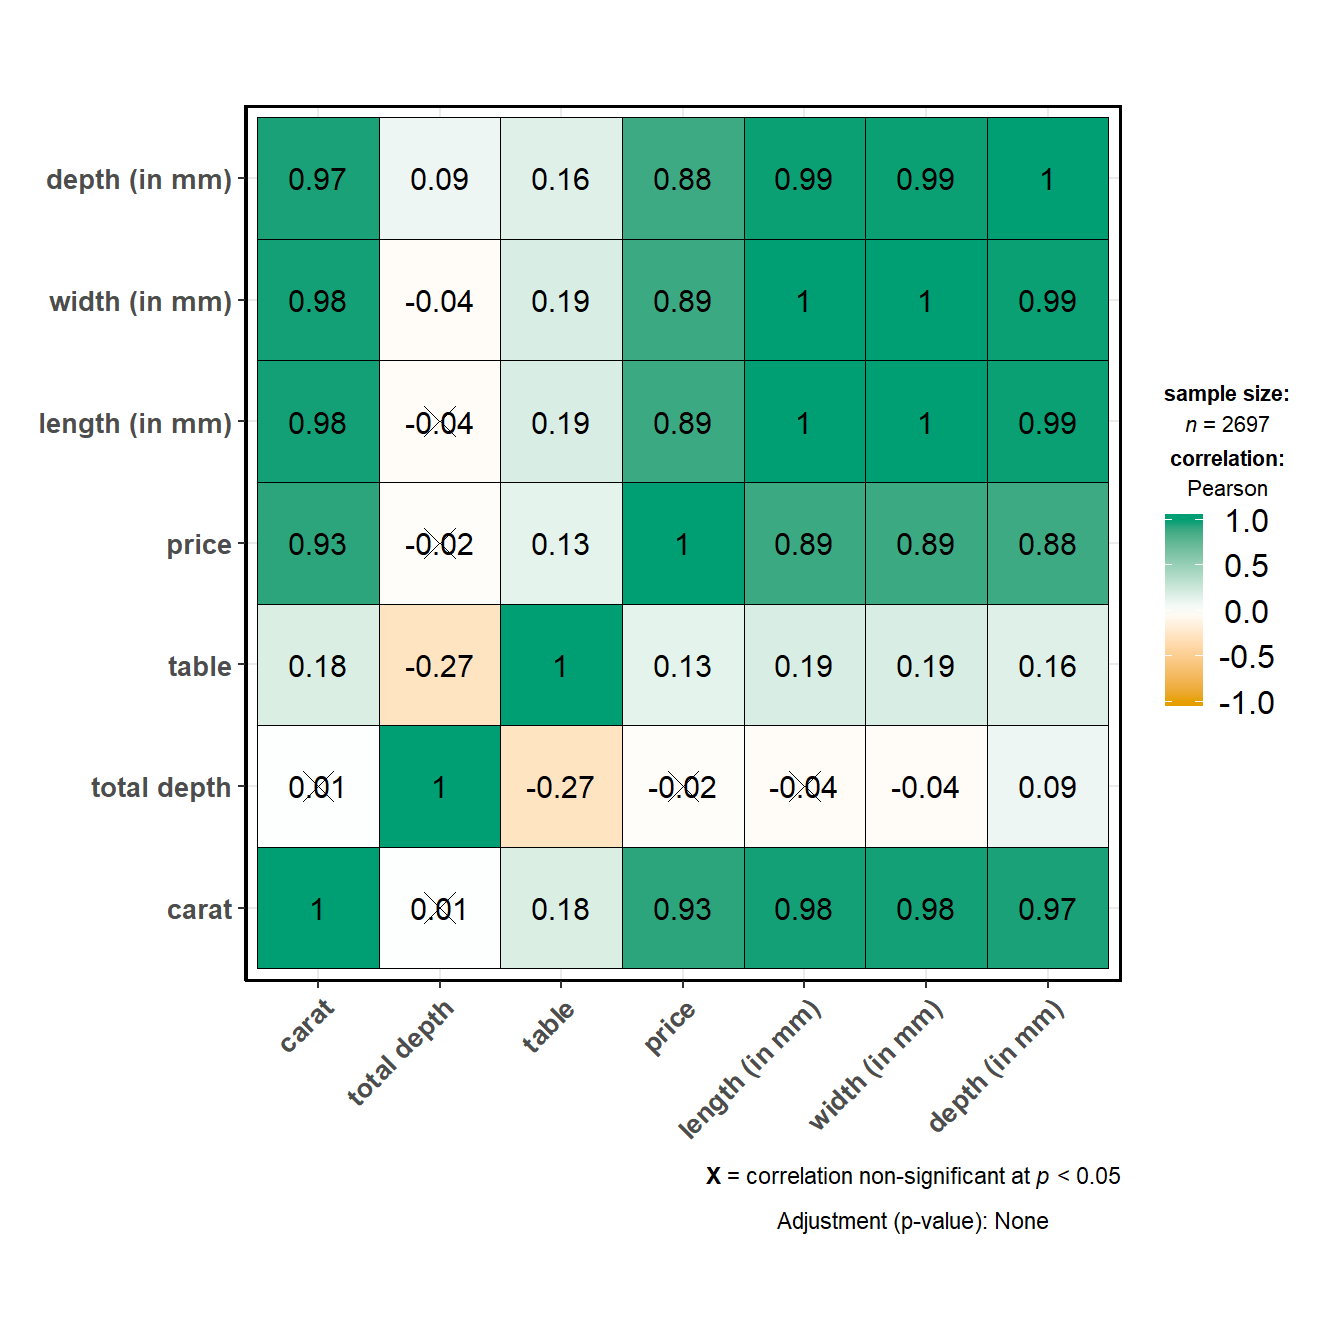 depth (in mm) 0.97 0.09 0.16 0.88 0.99 0.99 1
width (in mm) 0.98 -0.04 0.19 0.89 1 1 0.99
length (in mm) 0.98 -0.04 0.19 0.89 1 1 0.99
price 0.93 -0.02 0.13 1 0.89 0.89 0.88
table 0.18 -0.27 1 0.13 0.19 0.19 0.16
total depth 0.01 1 -0.27 -0.02 -0.04 -0.04 0.09
carat 1 0.01 0.18 0.93 0.98 0.98 0.97
carat total depth table price length (in mm) width (in mm) depth (in mm)
sample size:
n = 2697
correlation:
Pearson
1.0
0.5
0.0
-0.5
-1.0
X = correlation non-significant at p < 0.05
Adjustment (p-value): None